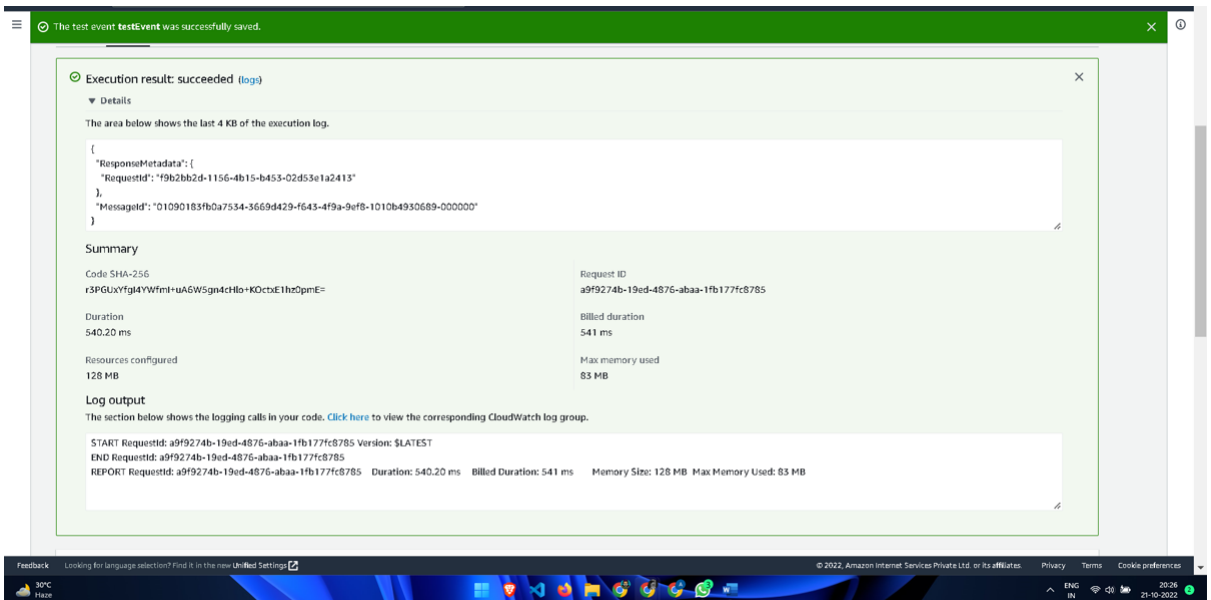 The test event testEvent was successfully saved.
Execution result: succeeded (logs)
Details
The area below shows the last 4 KB of the execution log.
{
"ResponseMetadata": {
"RequestId": "f9b2bb2d-1156-4b15-b453-02d53e1a2413"
},
"MessageId": "01090183fb0a7534-3669d429-f643-4f9a-9ef8-1010b4930689-000000"
}
Summary
Code SHA-256
r3PGUxYfgI4YWfmI+uA6W5gn4cHlo+KOctxE1hz0pmE=
Request ID
a9f9274b-19ed-4876-abaa-1fb177fc8785
Duration
540.20 ms
Billed duration
541 ms
Resources configured
128 MB
Max memory used
83 MB
Log output
The section below shows the logging calls in your code. Click here to view the corresponding CloudWatch log group.
START RequestId: a9f9274b-19ed-4876-abaa-1fb177fc8785 Version: $LATEST
END RequestId: a9f9274b-19ed-4876-abaa-1fb177fc8785
REPORT RequestId: a9f9274b-19ed-4876-abaa-1fb177fc8785 Duration: 540.20 ms Billed Duration: 541 ms Memory Size: 128 MB Max Memory Used: 83 MB
Feedback Looking for language selection? Find it in the new Unified Settings © 2022, Amazon Internet Services Private Ltd. or its affiliates. Privacy Terms Cookie preferences
30°C
Haze
ENG
IN
20:26
21-10-2022
2